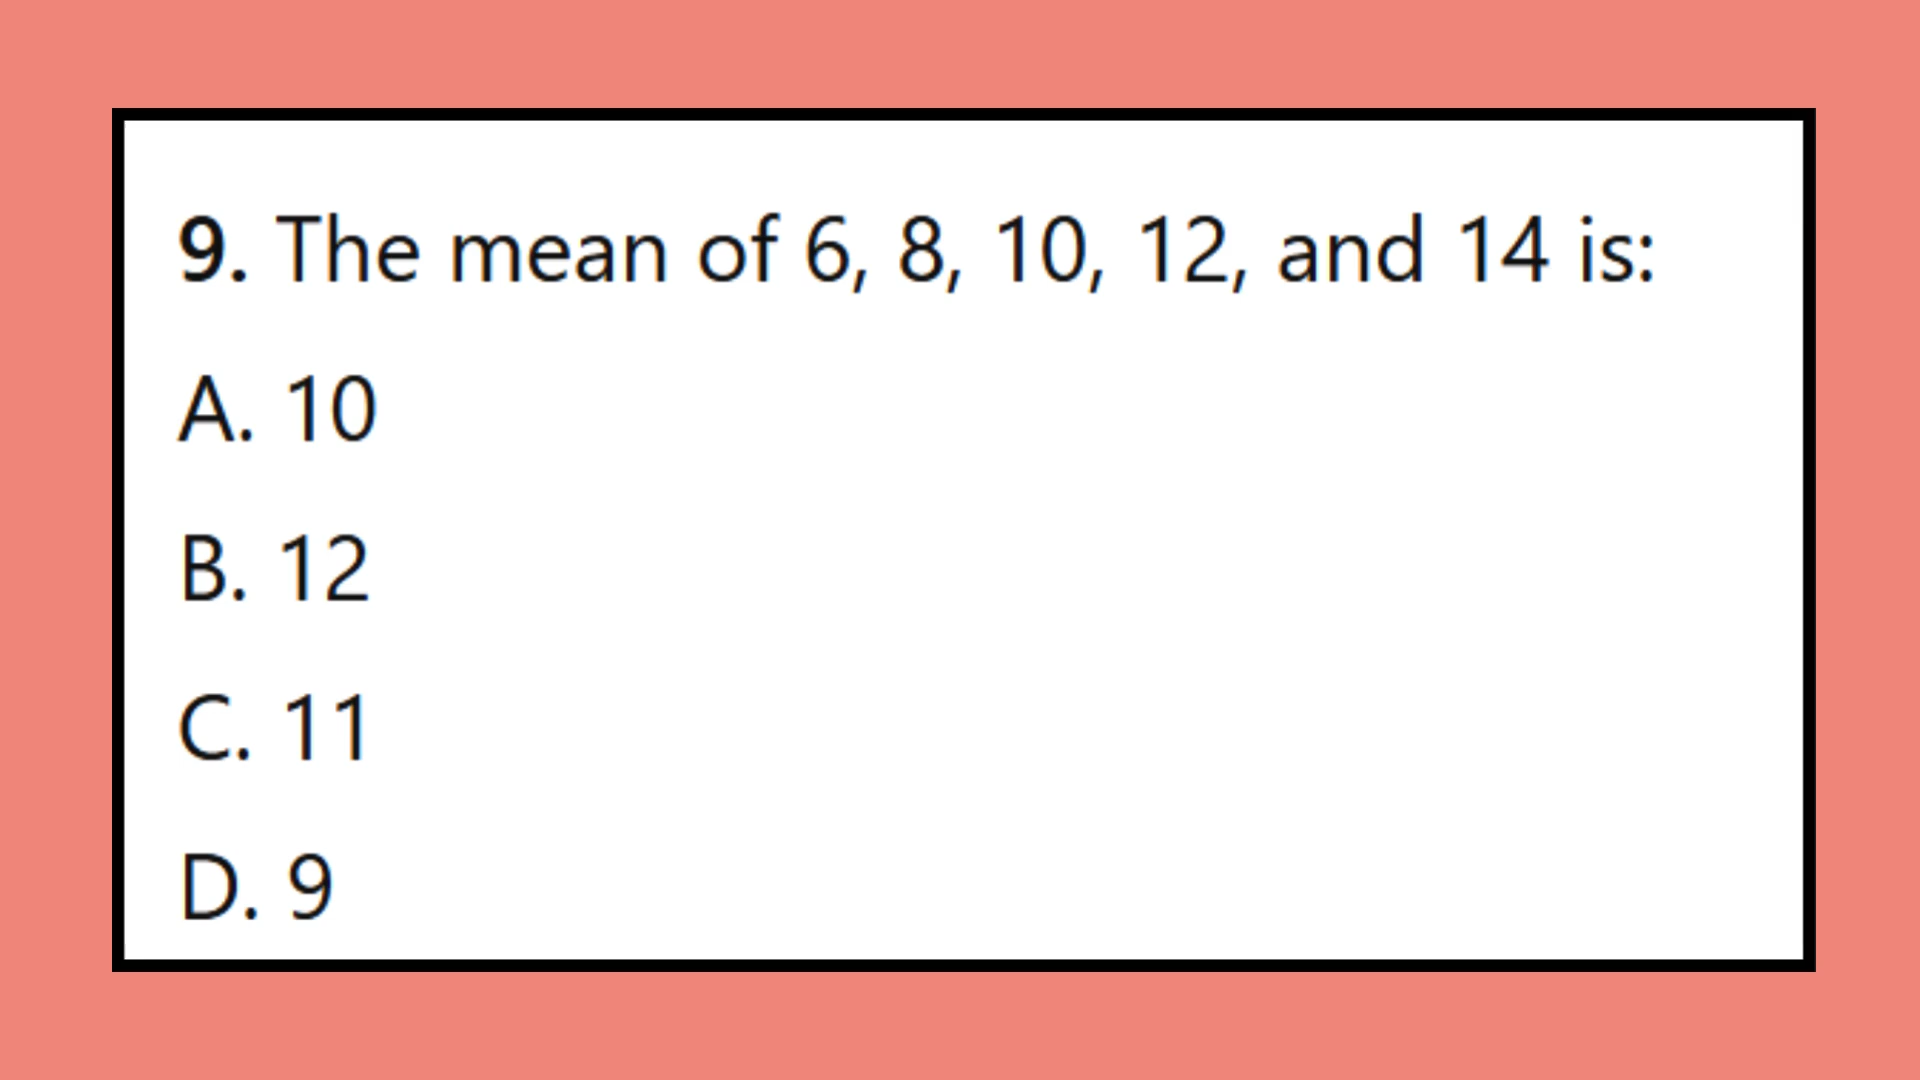 9. The mean of 6, 8, 10, 12, and 14 is:
A. 10
B. 12
C. 11
D. 9